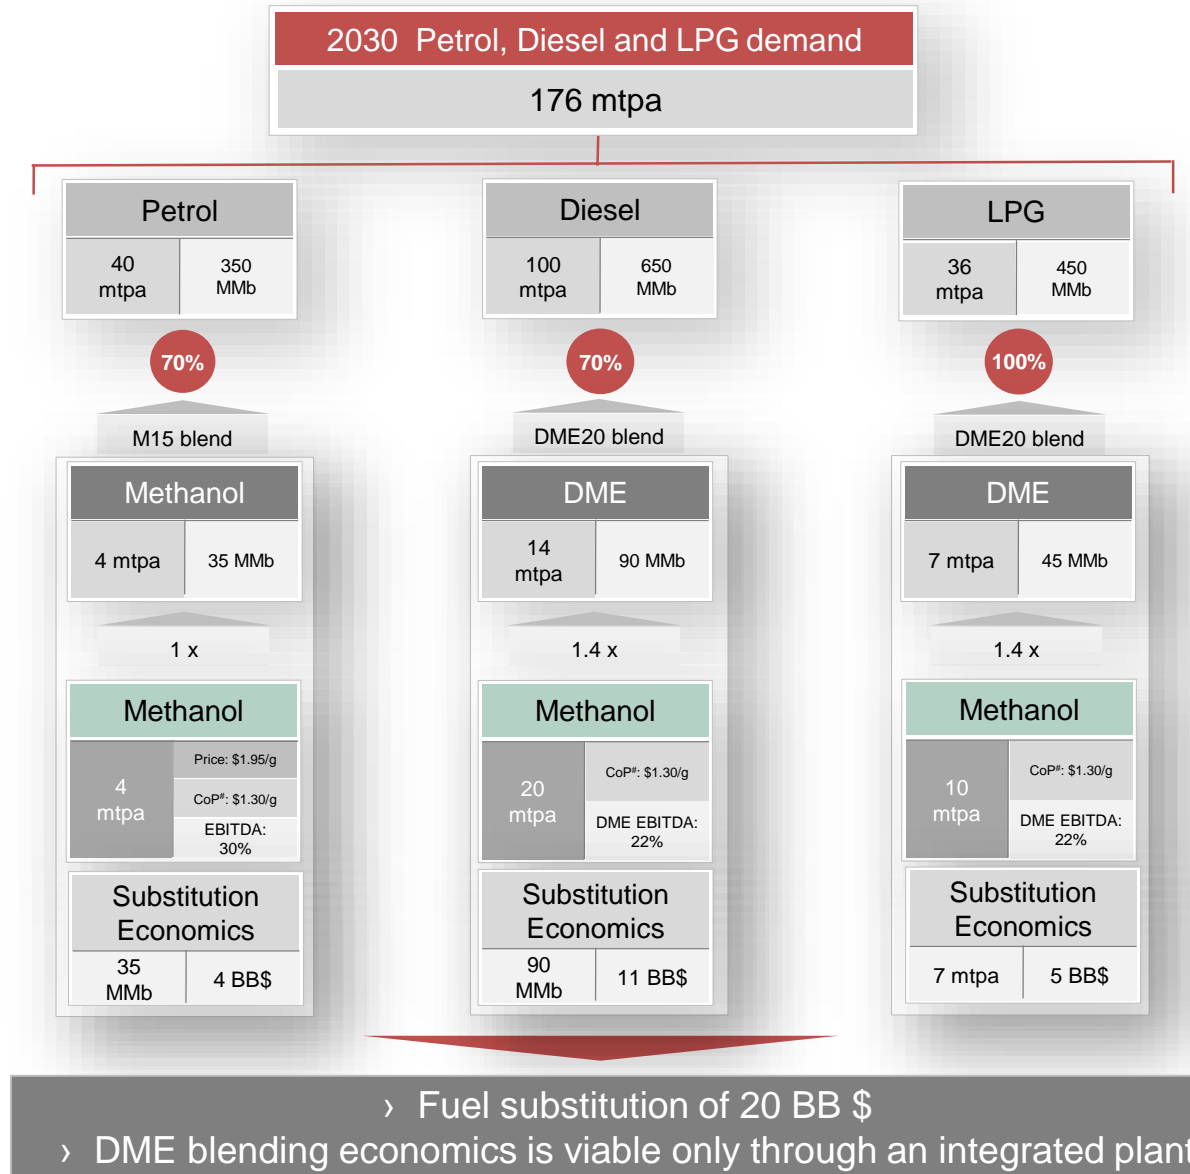 2030 Petrol, Diesel and LPG demand
176 mtpa
Petrol
40
mtpa
350
MMb
70%
M15 blend
Methanol
4 mtpa
35 MMb
1 x
Methanol
4
mtpa
Price: $1.95/g
CoP#: $1.30/g
EBITDA:
30%
Substitution
Economics
35
MMb
4 BB$
Diesel
100
mtpa
650
MMb
70%
DME20 blend
DME
14
mtpa
90 MMb
1.4 x
Methanol
20
mtpa
CoP#: $1.30/g
DME EBITDA:
22%
Substitution
Economics
90
MMb
11 BB$
LPG
36
mtpa
450
MMb
100%
DME20 blend
DME
7 mtpa
45 MMb
1.4 x
Methanol
10
mtpa
CoP#: $1.30/g
DME EBITDA:
22%
Substitution
Economics
7 mtpa
5 BB$
› Fuel substitution of 20 BB $
› DME blending economics is viable only through an integrated plant